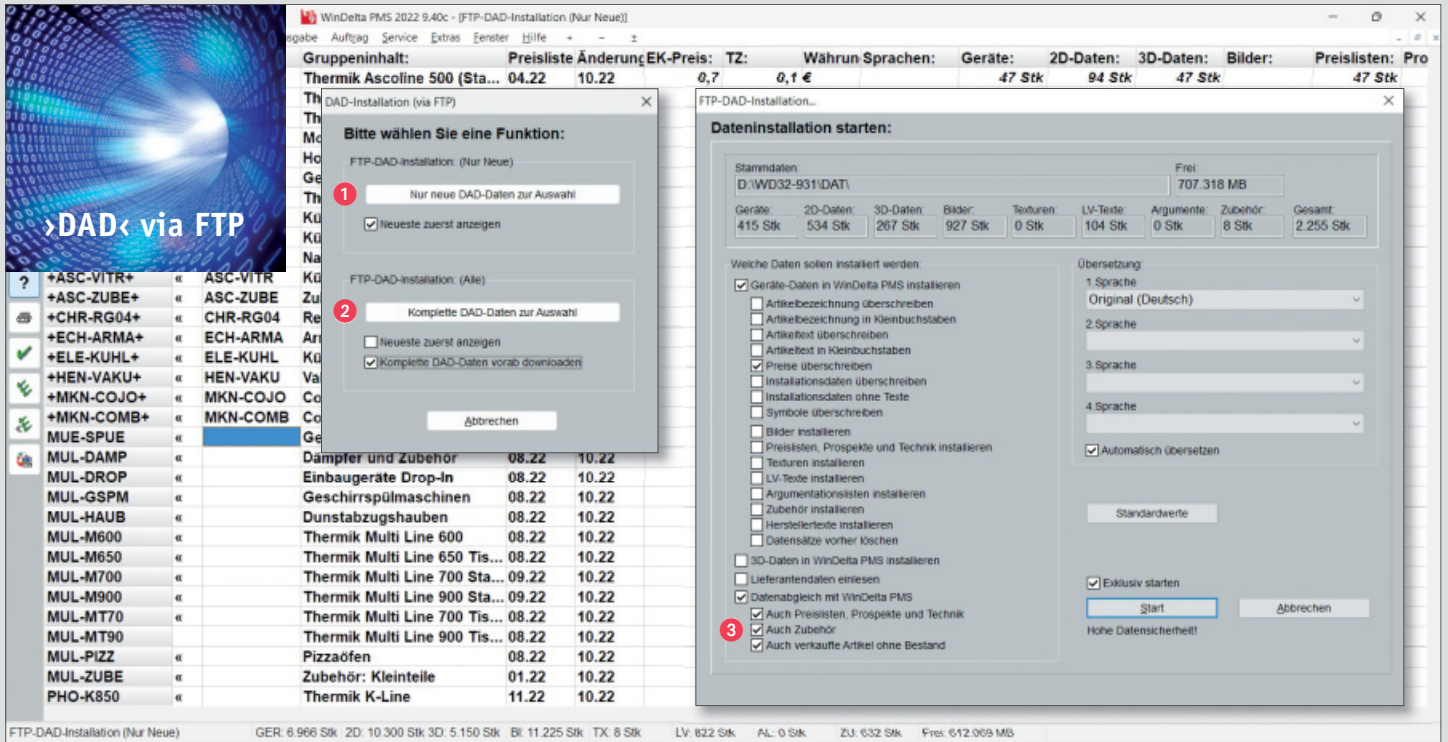 WinDelta PMS 2022 9.40c - [FTP-DAD-Installation (Nur Neue)]
Auftrag Service Extras Fenster Hilfe + - ±
Gruppeninhalt: Preisliste Änderung EK-Preis: TZ: Währun Sprachen: Geräte: 2D-Daten: 3D-Daten: Bilder: Preislisten: Pro
Thermik Ascoline 500 (Sta... 04.22 10.22 0,7 0,1 € 47 Stk 94 Stk 47 Stk 47 Stk
›DAD‹ via FTP
Th
Th
Mo
Ho
Ge
Th
Kü
Kü
Na
+ASC-VITR+ « ASC-VITR Kü
+ASC-ZUBE+ « ASC-ZUBE Zu
+CHR-RG04+ « CHR-RG04 Re
+ECH-ARMA+ « ECH-ARMA Ar
+ELE-KUHL+ « ELE-KUHL Kü
+HEN-VAKU+ « HEN-VAKU Va
+MKN-COJO+ « MKN-COJO Co
+MKN-COMB+ « MKN-COMB Co
MUE-SPUE « Ge
MUL-DAMP « Dämpfer und Zubehör 08.22 10.22
MUL-DROP « Einbaugeräte Drop-In 08.22 10.22
MUL-GSPM « Geschirrspülmaschinen 08.22 10.22
MUL-HAUB « Dunstabzugshauben 08.22 10.22
MUL-M600 « Thermik Multi Line 600 08.22 10.22
MUL-M650 « Thermik Multi Line 650 Tis... 08.22 10.22
MUL-M700 « Thermik Multi Line 700 Sta... 09.22 10.22
MUL-M900 « Thermik Multi Line 900 Sta... 09.22 10.22
MUL-MT70 « Thermik Multi Line 700 Tis... 08.22 10.22
MUL-MT90 Thermik Multi Line 900 Tis... 08.22 10.22
MUL-PIZZ « Pizzaöfen 08.22 10.22
MUL-ZUBE « Zubehör: Kleinteile 01.22 10.22
PHO-K850 « Thermik K-Line 11.22 10.22
DAD-Installation (via FTP)
Bitte wählen Sie eine Funktion:
FTP-DAD-Installation: (Nur Neue)
1 Nur neue DAD-Daten zur Auswahl
Neueste zuerst anzeigen
FTP-DAD-Installation: (Alle)
2 Komplette DAD-Daten zur Auswahl
Neueste zuerst anzeigen
Komplette DAD-Daten vorab downloaden
Abbrechen
FTP-DAD-Installation...
Dateninstallation starten:
Stammdaten: Frei:
D:\WD32-931\DAT\ 707.318 MB
Geräte: 2D-Daten: 3D-Daten: Bilder: Texturen: LV-Texte: Argumente: Zubehör: Gesamt:
415 Stk 534 Stk 267 Stk 927 Stk 0 Stk 104 Stk 0 Stk 8 Stk 2.255 Stk
Welche Daten sollen installiert werden:
Geräte-Daten in WinDelta PMS installieren
Artikelbezeichnung überschreiben
Artikelbezeichnung in Kleinbuchstaben
Artikeltext überschreiben
Artikeltext in Kleinbuchstaben
Preise überschreiben
Installationsdaten überschreiben
Installationsdaten ohne Texte
Symbole überschreiben
Bilder installieren
Preislisten, Prospekte und Technik installieren
Texturen installieren
LV-Texte installieren
Argumentationslisten installieren
Zubehör installieren
Herstellertexte installieren
Datensätze vorher löschen
3D-Daten in WinDelta PMS installieren
Lieferantendaten einlesen
Datenabgleich mit WinDelta PMS
Auch Preislisten, Prospekte und Technik
3 Auch Zubehör
Auch verkaufte Artikel ohne Bestand
Übersetzung:
1.Sprache
Original (Deutsch)
2.Sprache
3.Sprache
4.Sprache
Automatisch übersetzen
Standardwerte
Exklusiv starten
Start Abbrechen
Hohe Datensicherheit!
FTP-DAD-Installation (Nur Neue) GER: 6.966 Stk 2D: 10.300 Stk 3D: 5.150 Stk BI: 11.225 Stk TX: 8 Stk LV: 822 Stk AL: 0 Stk ZU: 632 Stk Frei: 612.069 MB